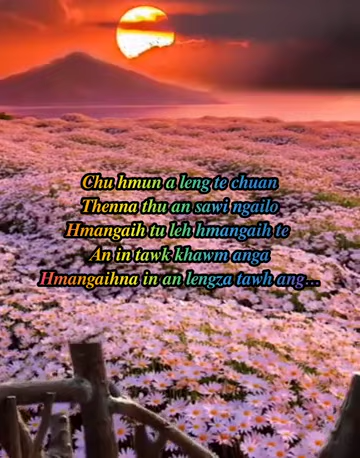 Chu hmun a leng te chuan
Thenna thu an sawi ngailo
Hmangaih tu leh hmangaih te
An in tawk khawm anga
Hmangaihna in an lengza tawh ang...